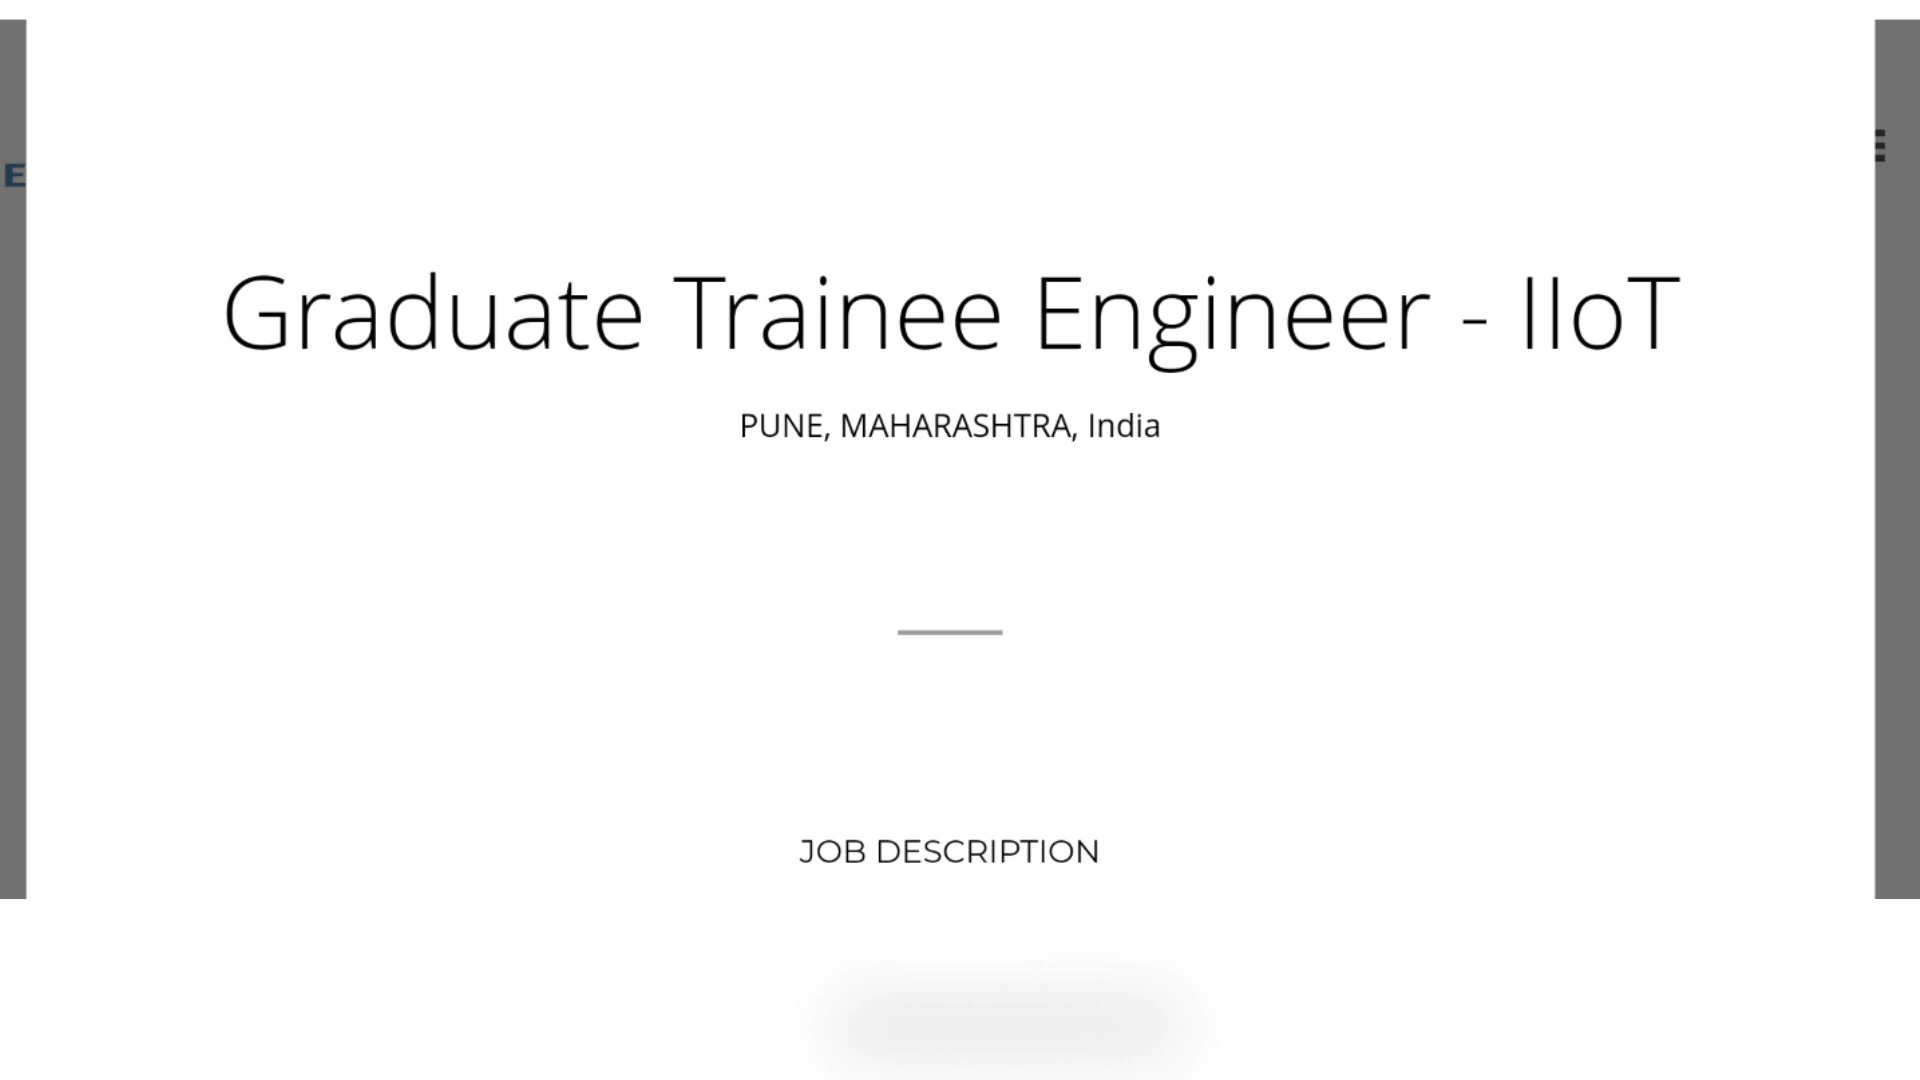 E
Graduate Trainee Engineer - IIoT
PUNE, MAHARASHTRA, India
JOB DESCRIPTION